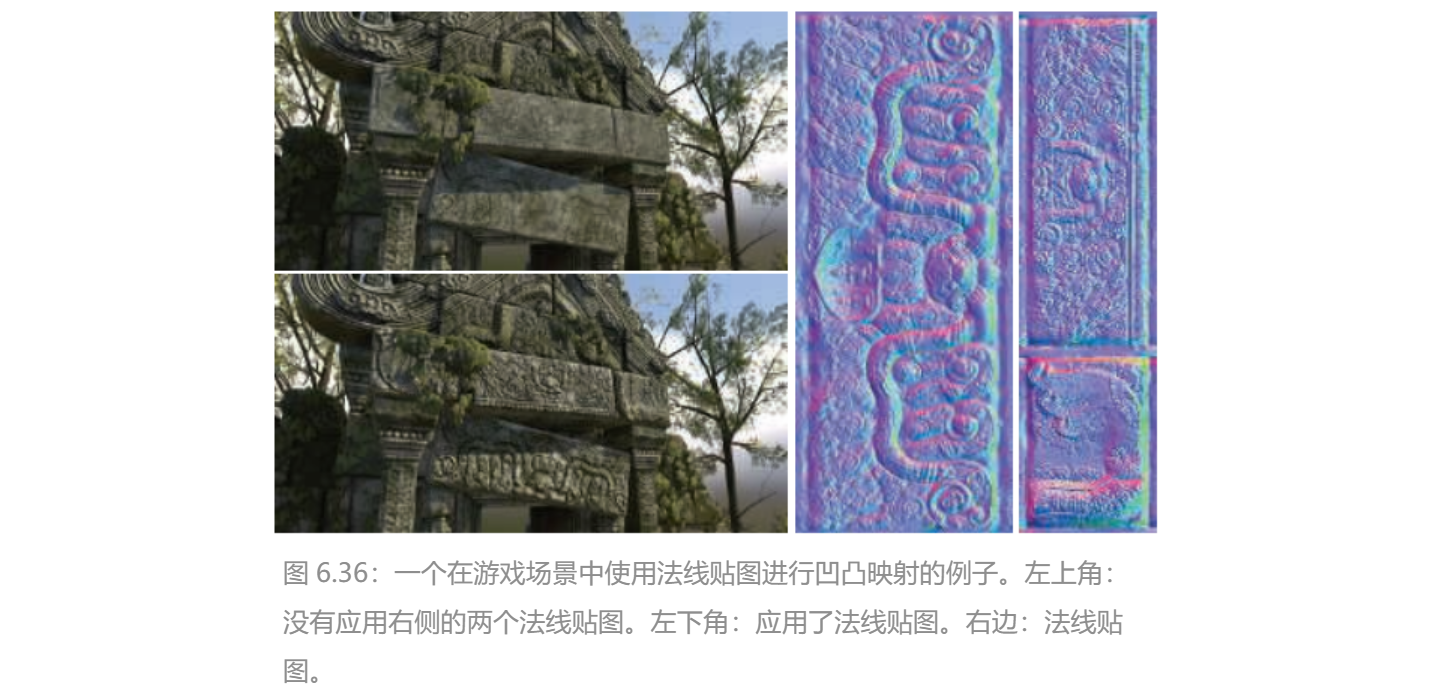 图 6.36：一个在游戏场景中使用法线贴图进行凹凸映射的例子。左上角：
没有应用右侧的两个法线贴图。左下角：应用了法线贴图。右边：法线贴
图。